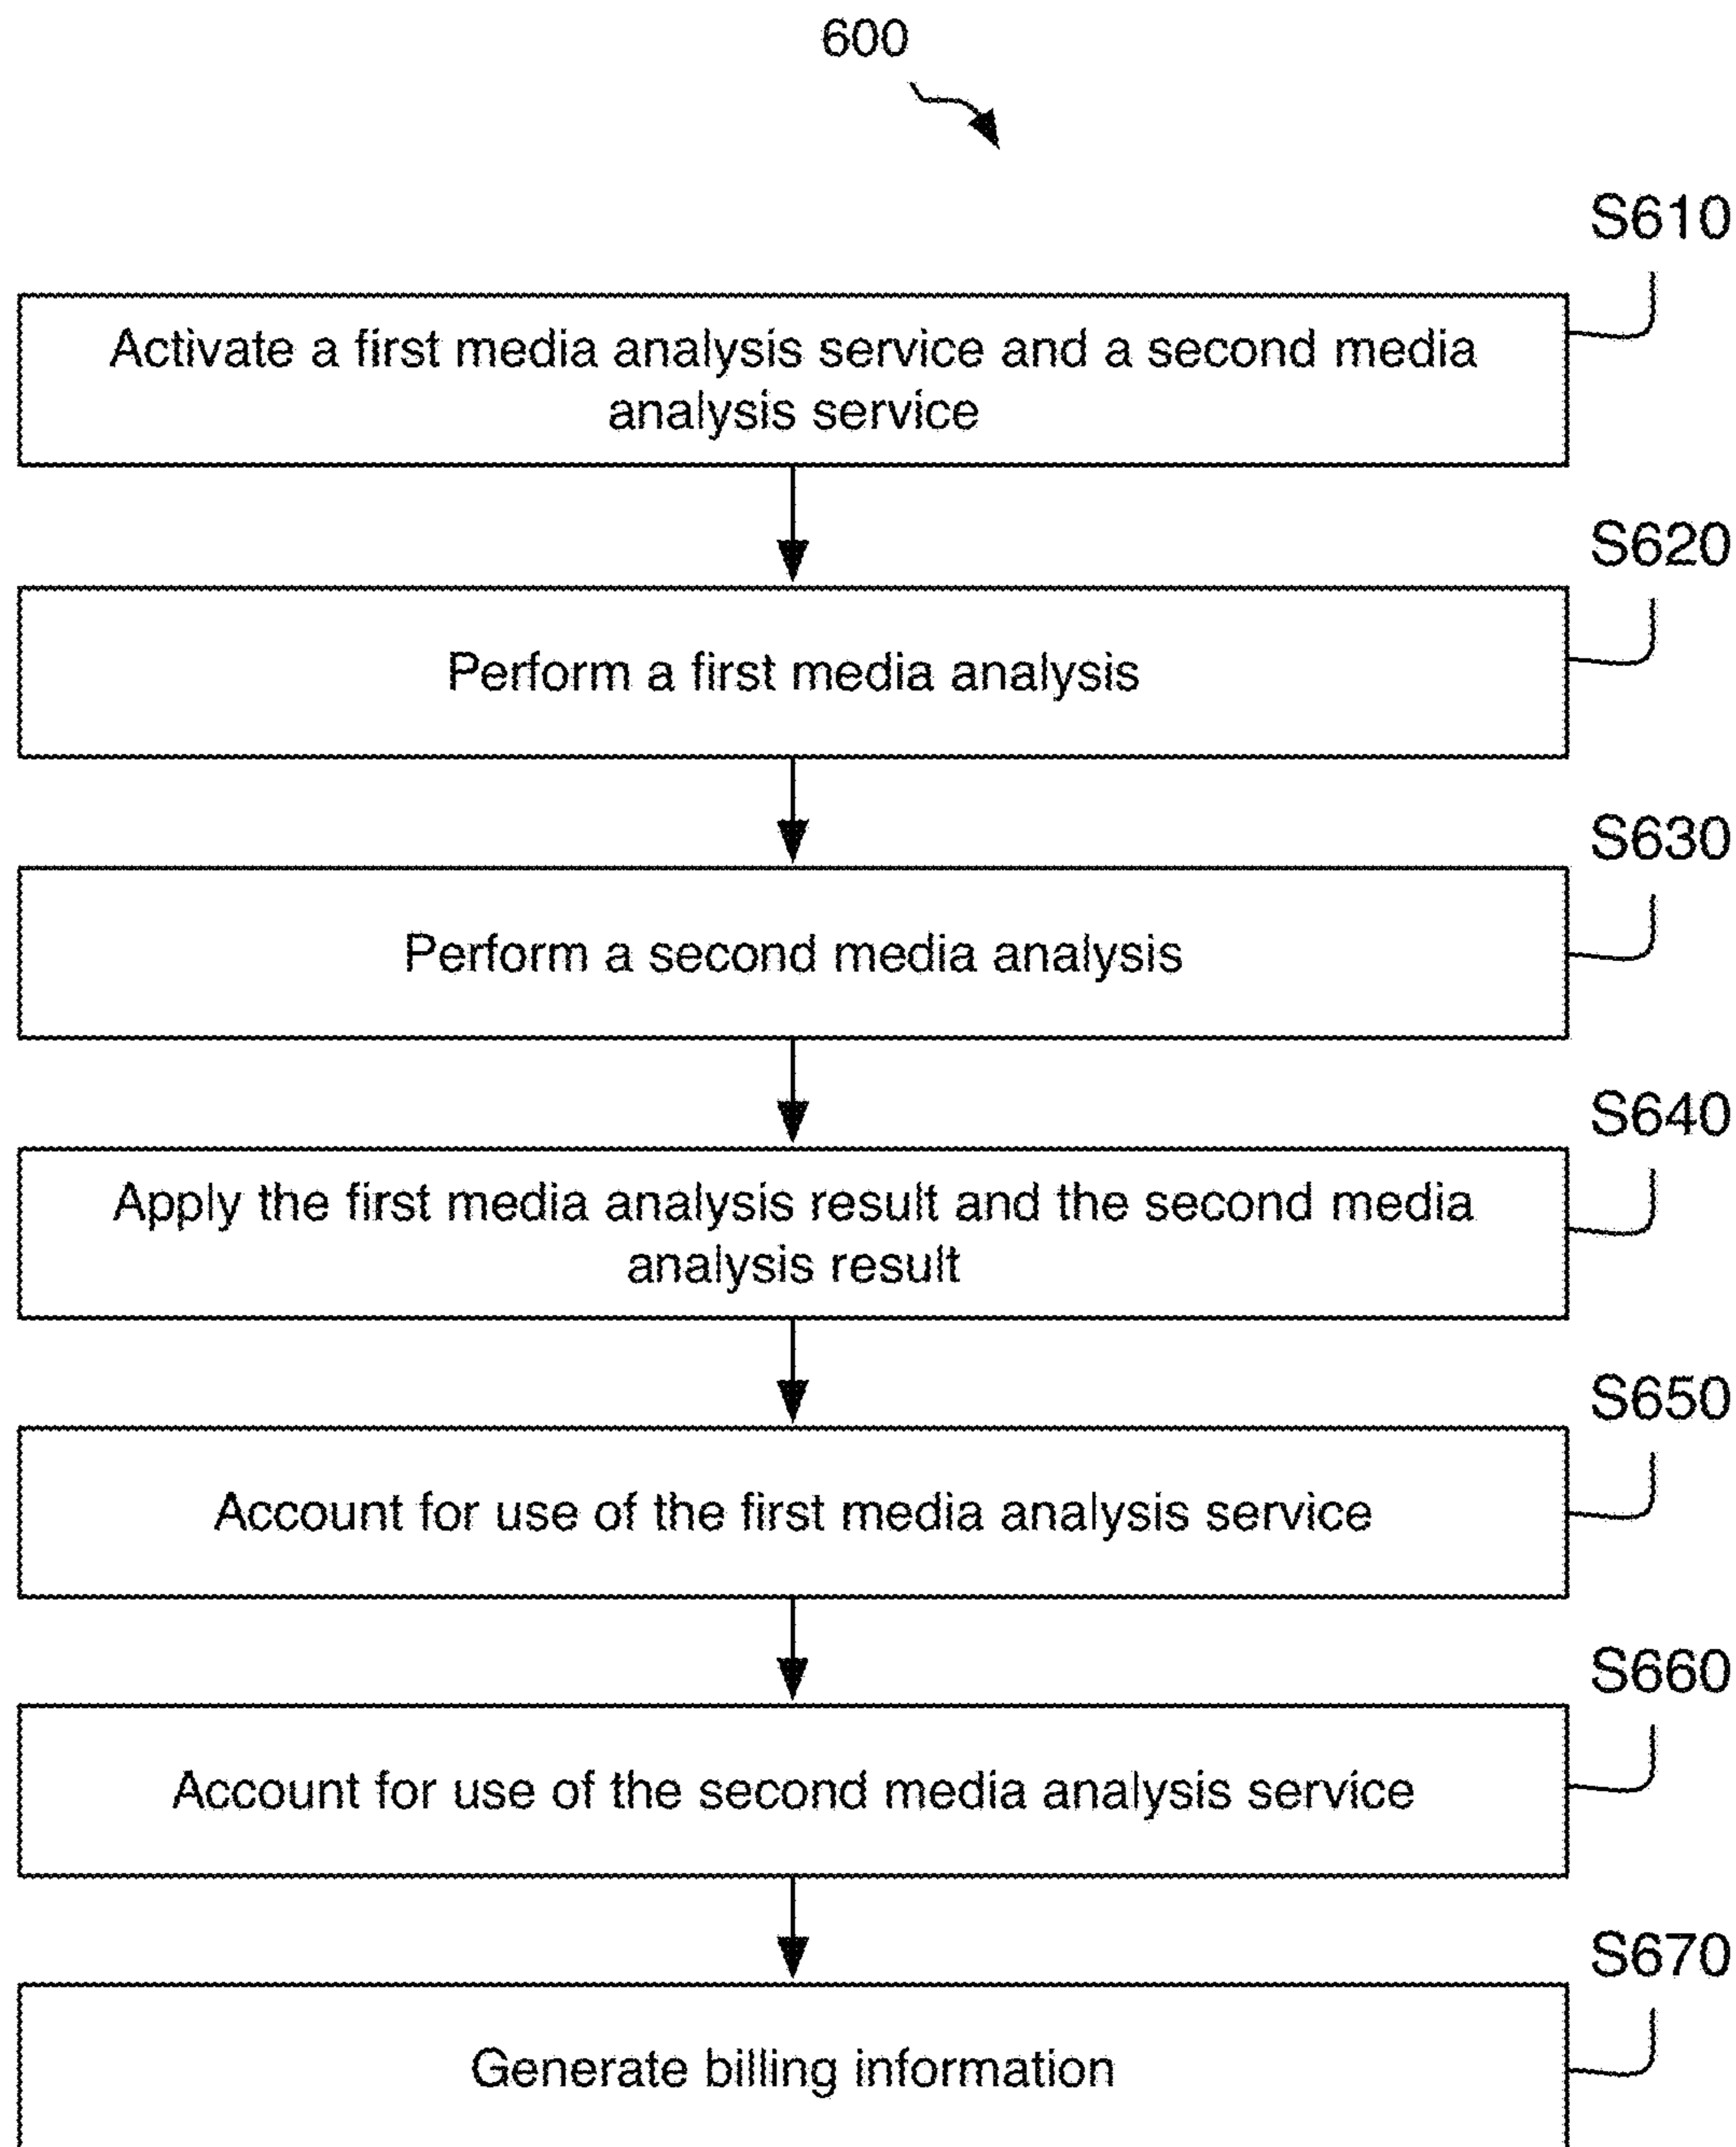 600
S610
Activate a first media analysis service and a second media
analysis service
S620
Perform a first media analysis
S630
Perform a second media analysis
S640
Apply the first media analysis result and the second media
analysis result
S650
Account for use of the first media analysis service
S660
Account for use of the second media analysis service
S670
Generate billing information